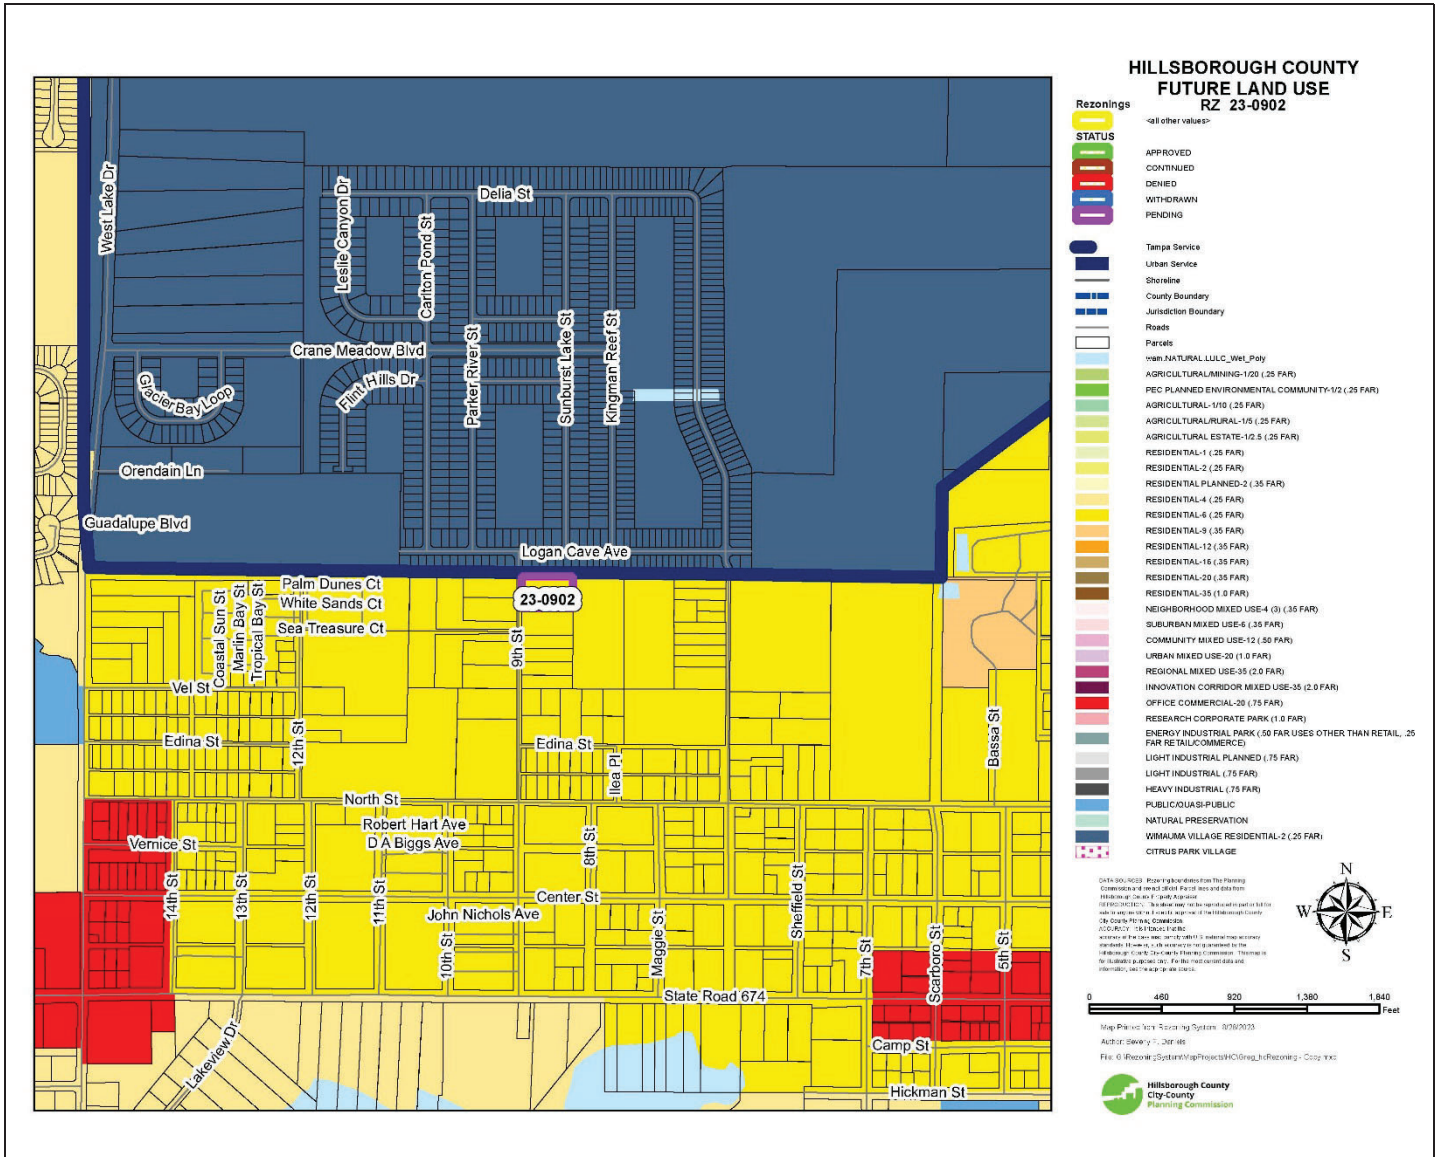 HILLSBOROUGH COUNTY
FUTURE LAND USE
RZ 23-0902
Rezonings
<all other values>
STATUS
APPROVED
CONTINUED
DENIED
WITHDRAWN
PENDING
Tampa Service
Urban Service
Shoreline
County Boundary
Jurisdiction Boundary
Roads
Parcels
wam.NATURAL.LULC_Wet_Poly
AGRICULTURAL/MINING-1/20 (.25 FAR)
PEC PLANNED ENVIRONMENTAL COMMUNITY-1/2 (.25 FAR)
AGRICULTURAL-1/10 (.25 FAR)
AGRICULTURAL/RURAL-1/5 (.25 FAR)
AGRICULTURAL ESTATE-1/2.5 (.25 FAR)
RESIDENTIAL-1 (.25 FAR)
RESIDENTIAL-2 (.25 FAR)
RESIDENTIAL PLANNED-2 (.35 FAR)
RESIDENTIAL-4 (.25 FAR)
RESIDENTIAL-6 (.25 FAR)
RESIDENTIAL-9 (.35 FAR)
RESIDENTIAL-12 (.35 FAR)
RESIDENTIAL-16 (.35 FAR)
RESIDENTIAL-20 (.35 FAR)
RESIDENTIAL-35 (1.0 FAR)
NEIGHBORHOOD MIXED USE-4 (3) (.35 FAR)
SUBURBAN MIXED USE-6 (.35 FAR)
COMMUNITY MIXED USE-12 (.50 FAR)
URBAN MIXED USE-20 (1.0 FAR)
REGIONAL MIXED USE-35 (2.0 FAR)
INNOVATION CORRIDOR MIXED USE-35 (2.0 FAR)
OFFICE COMMERCIAL-20 (.75 FAR)
RESEARCH CORPORATE PARK (1.0 FAR)
ENERGY INDUSTRIAL PARK (.50 FAR USES OTHER THAN RETAIL, .25
FAR RETAIL/COMMERCE)
LIGHT INDUSTRIAL PLANNED (.75 FAR)
LIGHT INDUSTRIAL (.75 FAR)
HEAVY INDUSTRIAL (.75 FAR)
PUBLIC/QUASI-PUBLIC
NATURAL PRESERVATION
WIMAUMA VILLAGE RESIDENTIAL-2 (.25 FAR)
CITRUS PARK VILLAGE
West Lake Dr
Leslie Canyon Dr
Carlton Pond St
Delia St
Crane Meadow Blvd
Parker River St
Sunburst Lake St
Kingman Reef St
Glacier Bay Loop
Flint Hills Dr
Orendain Ln
Guadalupe Blvd
Logan Cave Ave
23-0902
Palm Dunes Ct
White Sands Ct
Sea Treasure Ct
Coastal Sun St
Marlin Bay St
Tropical Bay St
9th St
Vel St
Edina St
12th St
Edina St
Ilea Pl
Bassa St
North St
Robert Hart Ave
D A Biggs Ave
Vernice St
8th St
14th St
13th St
12th St
11th St
Center St
John Nichols Ave
10th St
Maggie St
Sheffield St
7th St
Scarboro St
5th St
State Road 674
Lakeview Dr
Camp St
Hickman St
N
W
E
S
0
460
920
1,380
1,840
Feet
Hillsborough County
City-County
Planning Commission